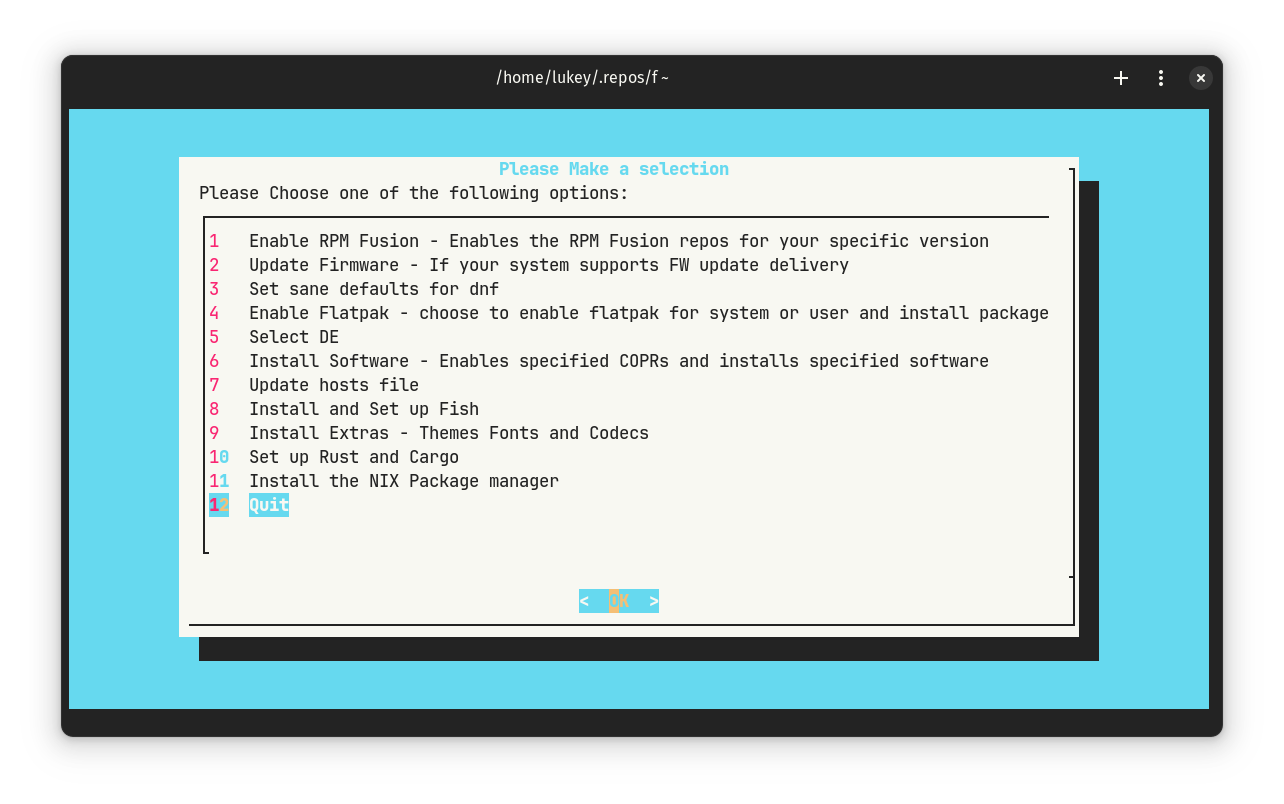 /home/lukey/.repos/f ~
Please Make a selection
Please Choose one of the following options:
1 Enable RPM Fusion - Enables the RPM Fusion repos for your specific version
2 Update Firmware - If your system supports FW update delivery
3 Set sane defaults for dnf
4 Enable Flatpak - choose to enable flatpak for system or user and install package
5 Select DE
6 Install Software - Enables specified COPRs and installs specified software
7 Update hosts file
8 Install and Set up Fish
9 Install Extras - Themes Fonts and Codecs
10 Set up Rust and Cargo
11 Install the NIX Package manager
12 Quit
< OK >